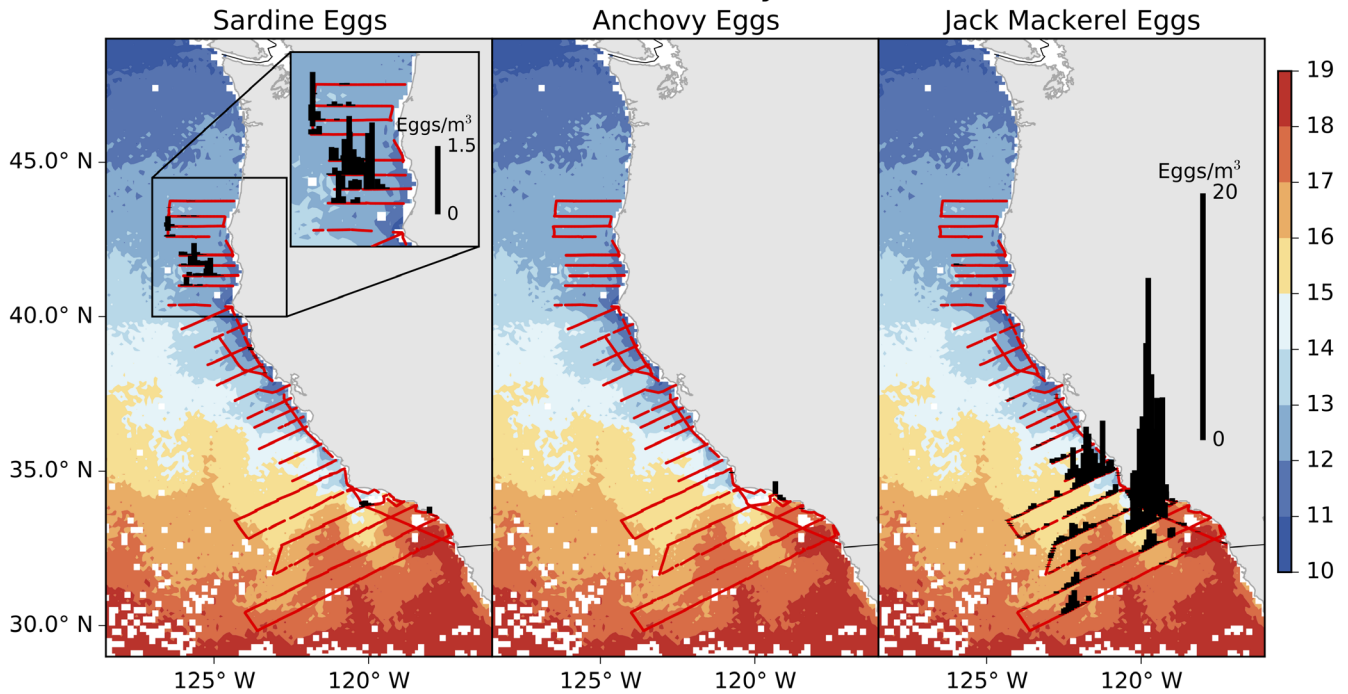 Sardine Eggs
Anchovy Eggs
Jack Mackerel Eggs
Eggs/m³
1.5
0
Eggs/m³
20
0
45.0° N
40.0° N
35.0° N
30.0° N
125° W
120° W
125° W
120° W
125° W
120° W
19
18
17
16
15
14
13
12
11
10